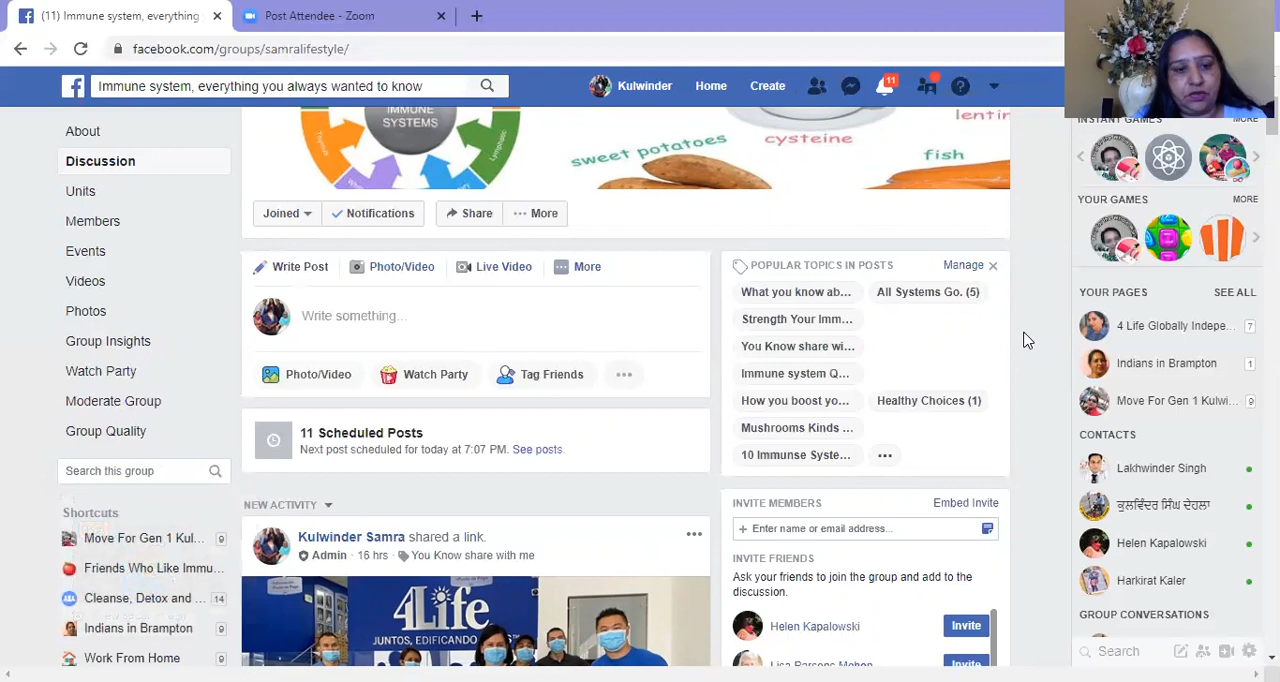 (11) Immune system, everything
Post Attendee - Zoom
facebook.com/groups/samralifestyle/
Immune system, everything you always wanted to know
Kulwinder
Home
Create
11
About
Discussion
Units
Members
Events
Videos
Photos
Group Insights
Watch Party
Moderate Group
Group Quality
Search this group
Shortcuts
Move For Gen 1 Kul... 9
Friends Who Like Immu...
Cleanse, Detox and ... 14
Indians in Brampton 9
Work From Home 9
IMMUNE
SYSTEMS
Lymphatic
sweet potatoes
cysteine
lentin
fish
Joined
Notifications
Share
More
Write Post
Photo/Video
Live Video
More
Write something...
Photo/Video
Watch Party
Tag Friends
11 Scheduled Posts
Next post scheduled for today at 7:07 PM. See posts.
NEW ACTIVITY
Kulwinder Samra shared a link.
Admin · 16 hrs · You Know share with me
4Life
JUNTOS, EDIFICANDO
POPULAR TOPICS IN POSTS
Manage
What you know ab...
All Systems Go. (5)
Strength Your Imm...
You Know share wi...
Immune system Q...
How you boost yo...
Healthy Choices (1)
Mushrooms Kinds ...
10 Immunse Syste...
INVITE MEMBERS
Embed Invite
+ Enter name or email address...
INVITE FRIENDS
Ask your friends to join the group and add to the
discussion.
Helen Kapalowski
Invite
Lisa Parsons Mohon
Invite
INSTANT GAMES
MORE
YOUR GAMES
MORE
YOUR PAGES
SEE ALL
4 Life Globally Indepe... 7
Indians in Brampton 1
Move For Gen 1 Kulwi... 9
CONTACTS
Lakhwinder Singh
ਕੁਲਵਿੰਦਰ ਸਿੰਘ ਦੇਹਲਾ
Helen Kapalowski
Harkirat Kaler
GROUP CONVERSATIONS
Search